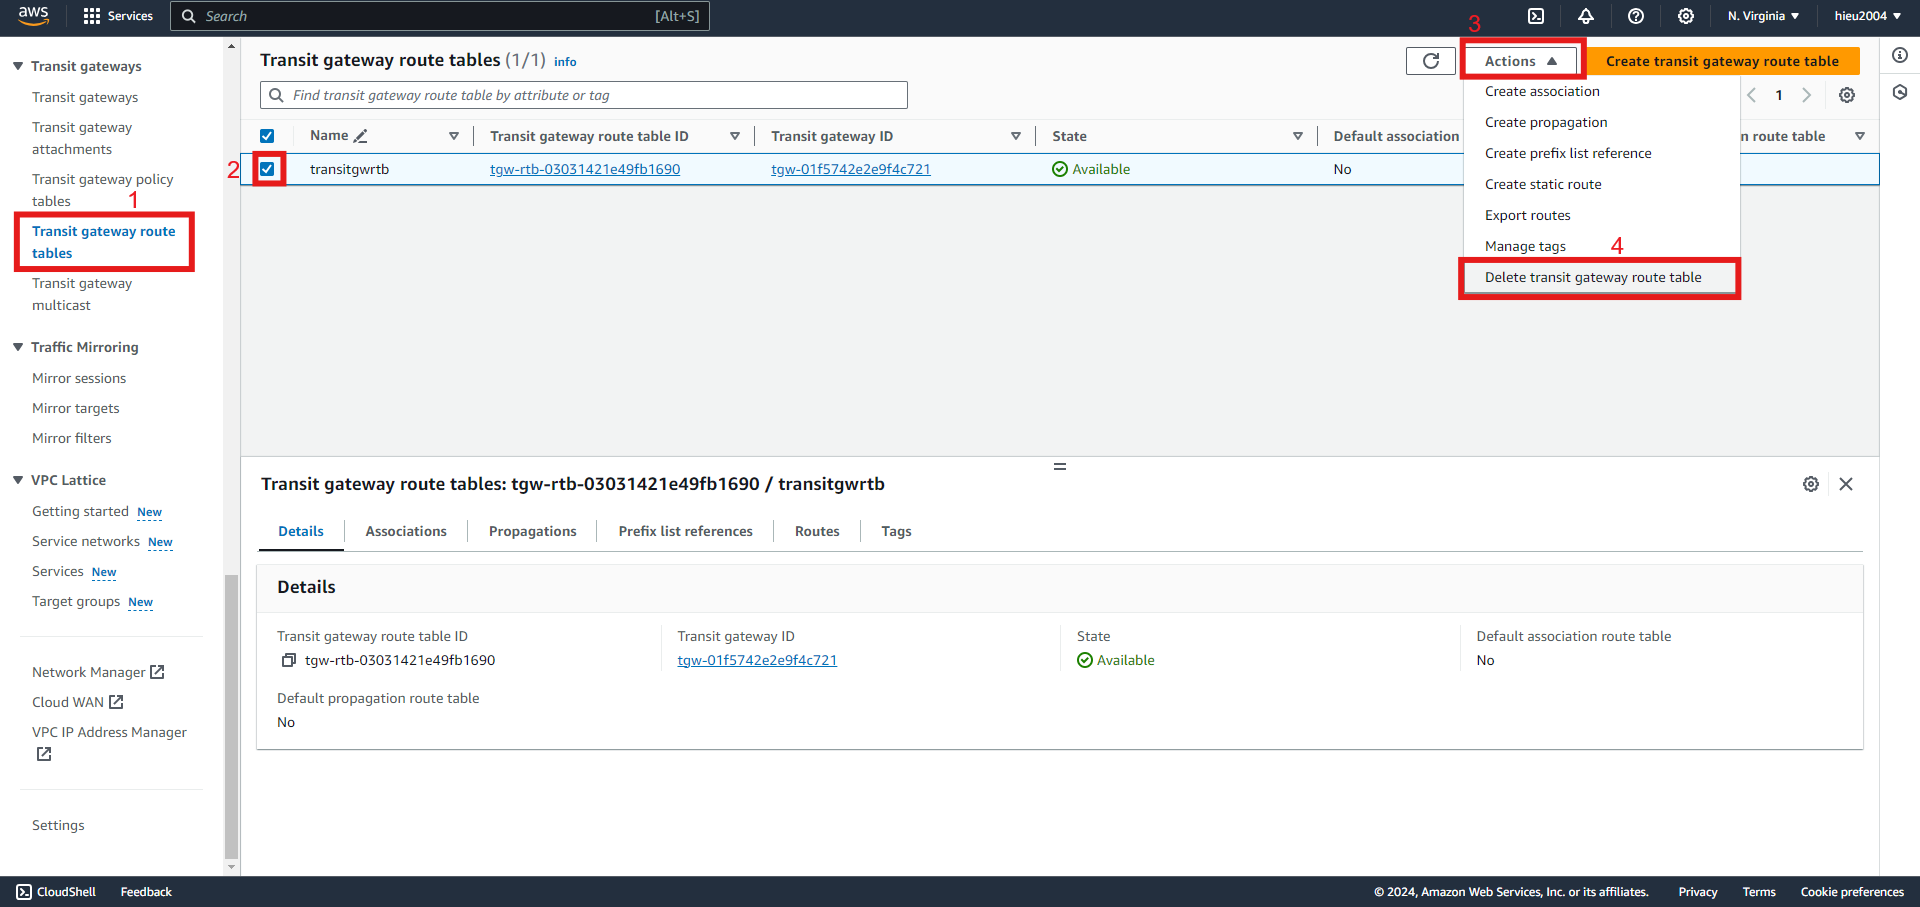 aws
Services
Search
[Alt+S]
N. Virginia
hieu2004
Transit gateways
Transit gateways
Transit gateway
attachments
Transit gateway policy
tables
1
Transit gateway route
tables
Transit gateway
multicast
Traffic Mirroring
Mirror sessions
Mirror targets
Mirror filters
VPC Lattice
Getting started New
Service networks New
Services New
Target groups New
Network Manager
Cloud WAN
VPC IP Address Manager
Settings
Transit gateway route tables (1/1) info
3
Actions
Create transit gateway route table
Find transit gateway route table by attribute or tag
1
Name
Transit gateway route table ID
Transit gateway ID
State
Default association
n route table
2
transitgwrtb
tgw-rtb-03031421e49fb1690
tgw-01f5742e2e9f4c721
Available
No
Create association
Create propagation
Create prefix list reference
Create static route
Export routes
Manage tags
4
Delete transit gateway route table
Transit gateway route tables: tgw-rtb-03031421e49fb1690 / transitgwrtb
Details
Associations
Propagations
Prefix list references
Routes
Tags
Details
Transit gateway route table ID
tgw-rtb-03031421e49fb1690
Transit gateway ID
tgw-01f5742e2e9f4c721
State
Available
Default association route table
No
Default propagation route table
No
CloudShell
Feedback
© 2024, Amazon Web Services, Inc. or its affiliates.
Privacy
Terms
Cookie preferences